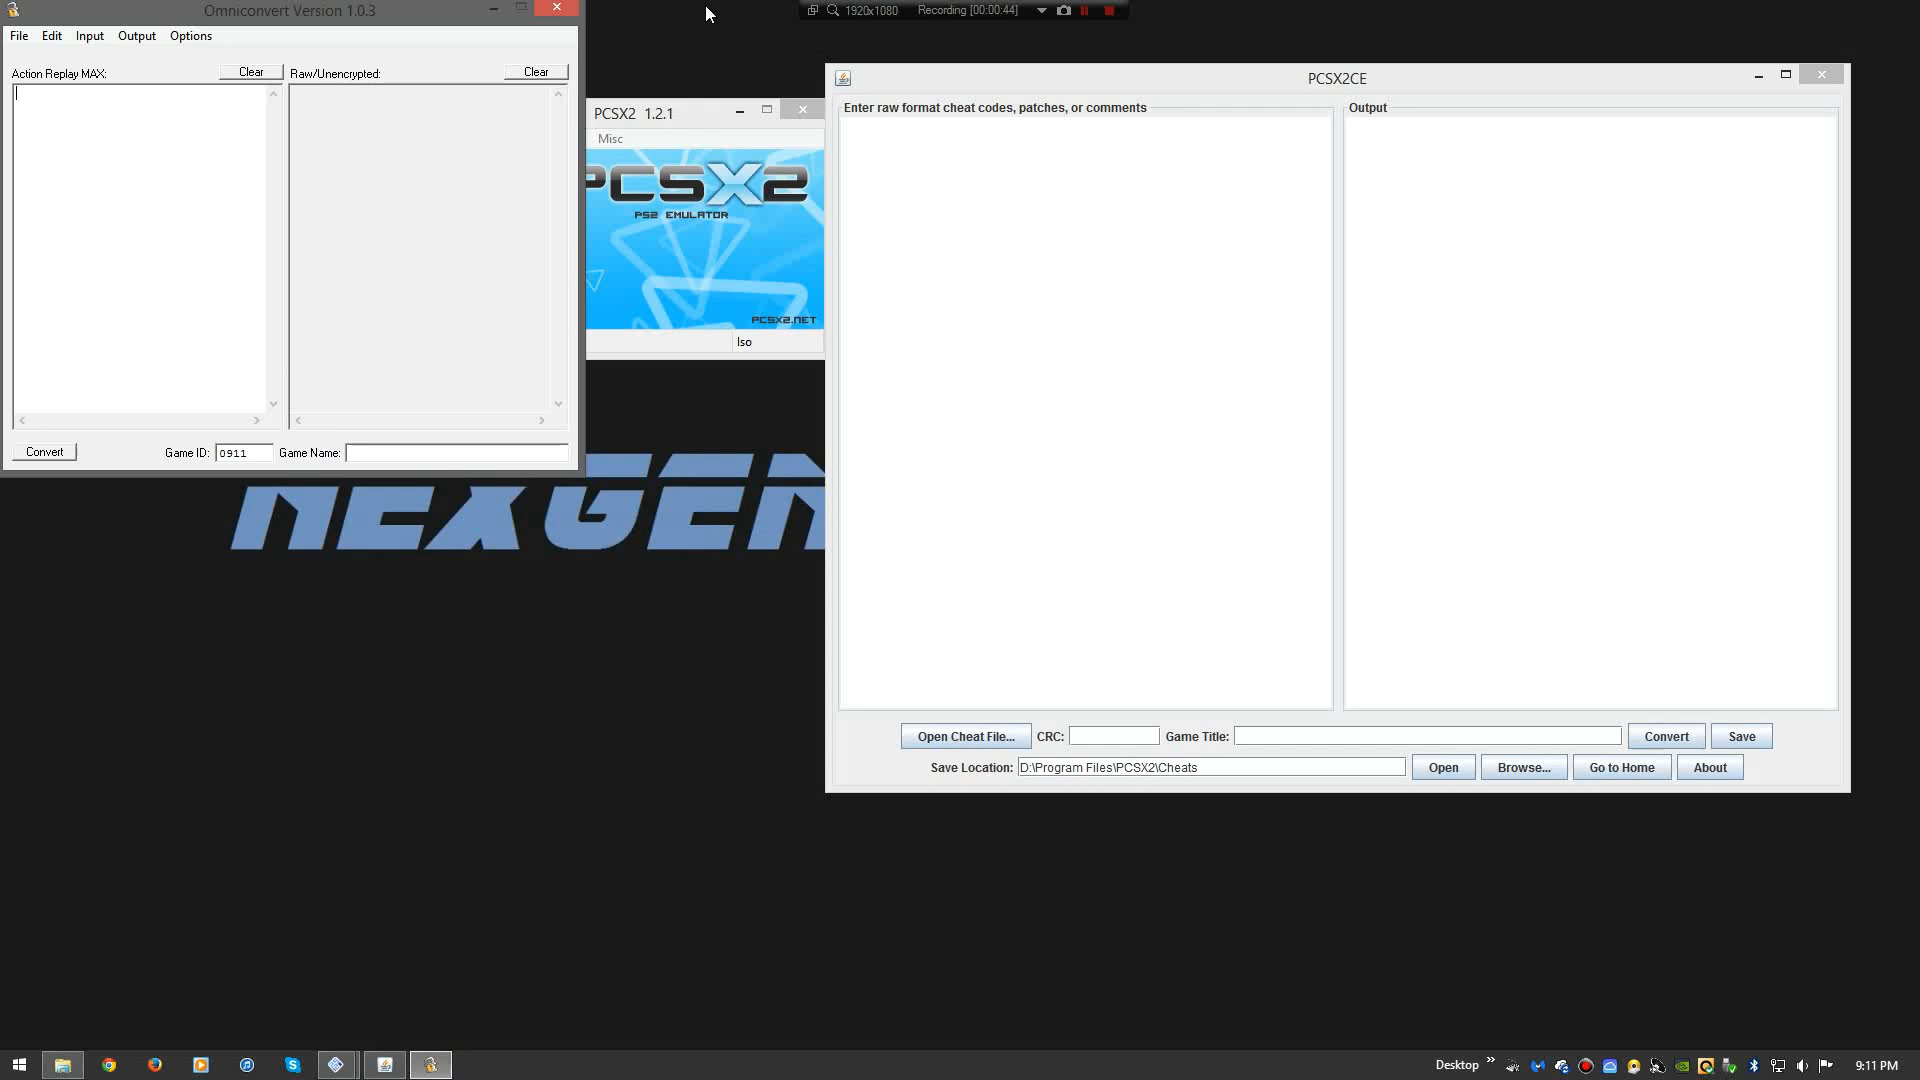 Omniconvert Version 1.0.3
File Edit Input Output Options
Action Replay MAX:
Clear
Raw/Unencrypted:
Clear
Convert
Game ID: 0911
Game Name:
1920x1080 Recording [00:00:44]
PCSX2 1.2.1
Misc
PCSX2
PS2 EMULATOR
PCSX2.NET
Iso
NEXGEN
PCSX2CE
Enter raw format cheat codes, patches, or comments
Output
Open Cheat File...
CRC:
Game Title:
Convert
Save
Save Location: D:\Program Files\PCSX2\Cheats
Open
Browse...
Go to Home
About
Desktop
9:11 PM